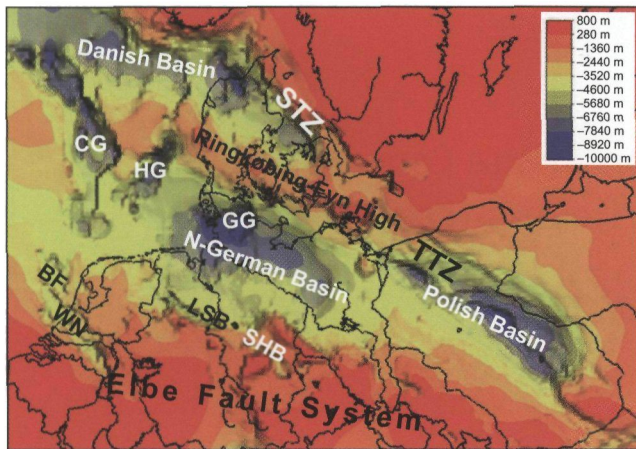 800 m
280 m
–1360 m
–2440 m
–3520 m
–4600 m
–5680 m
–6760 m
–7840 m
–8920 m
–10000 m
Danish Basin
STZ
CG
HG
Ringkøbing-Fyn High
GG
N-German Basin
TTZ
Polish Basin
BF
WN
LSB
SHB
Elbe Fault System